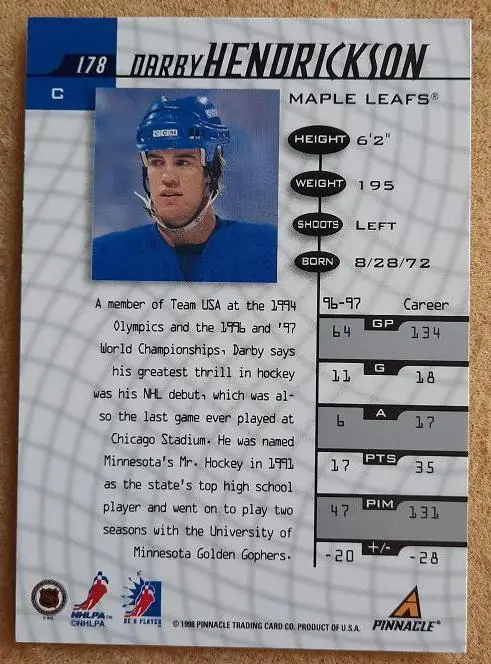 178 DARBY HENDRICKSON
C
MAPLE LEAFS®
CCM
HEIGHT 6'2"
WEIGHT 195
SHOOTS LEFT
BORN 8/28/72
A member of Team USA at the 1994
Olympics and the 1996 and '97
World Championships, Darby says
his greatest thrill in hockey
was his NHL debut, which was al-
so the last game ever played at
Chicago Stadium. He was named
Minnesota's Mr. Hockey in 1991
as the state's top high school
player and went on to play two
seasons with the University of
Minnesota Golden Gophers.
96-97 Career
64 GP 134
11 G 18
6 A 17
17 PTS 35
47 PIM 131
-20 +/- -28
NHLPA™
©NHLPA
BE A PLAYER
© 1998 PINNACLE TRADING CARD CO. PRODUCT OF U.S.A.
PINNACLE®